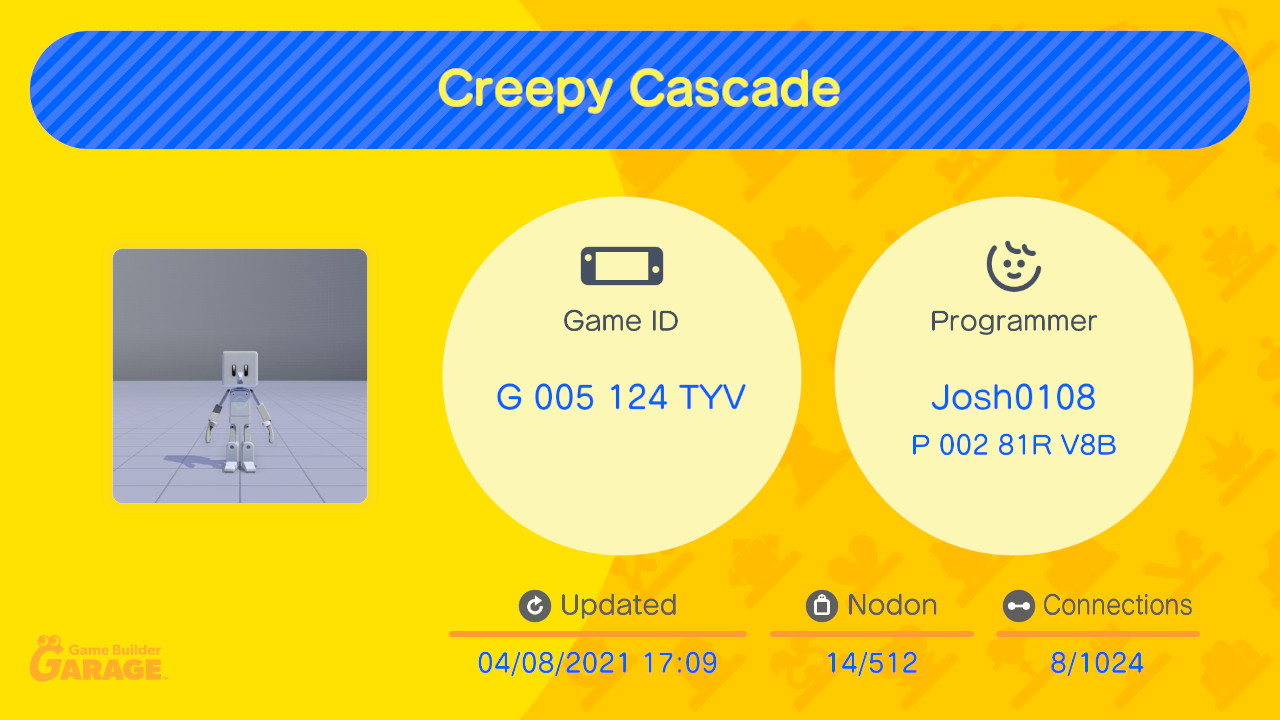 Creepy Cascade
Game ID
G 005 124 TYV
Programmer
Josh0108
P 002 81R V8B
Updated
04/08/2021 17:09
Nodon
14/512
Connections
8/1024
Game Builder
GARAGE